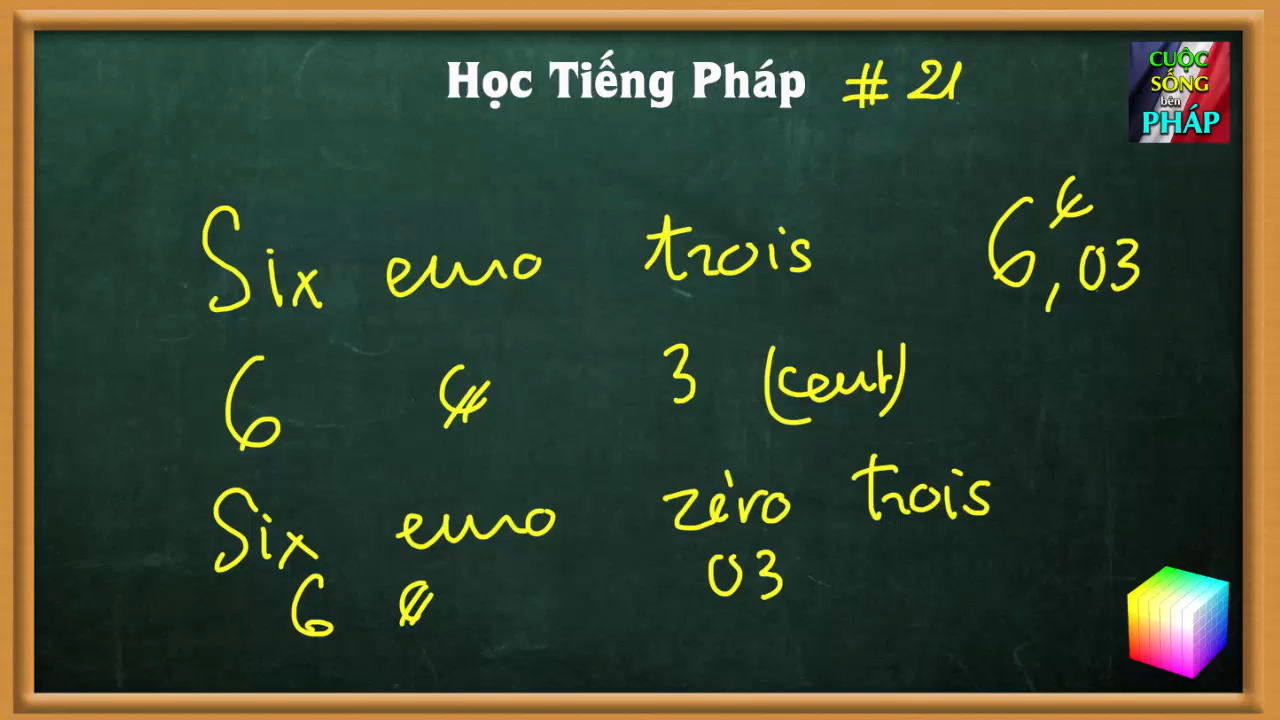 Học Tiếng Pháp # 21
CUỘC
SỐNG
bên
PHÁP
Six euro trois 6€,03
6 € 3 (cent)
Six euro zéro trois
6 € 03